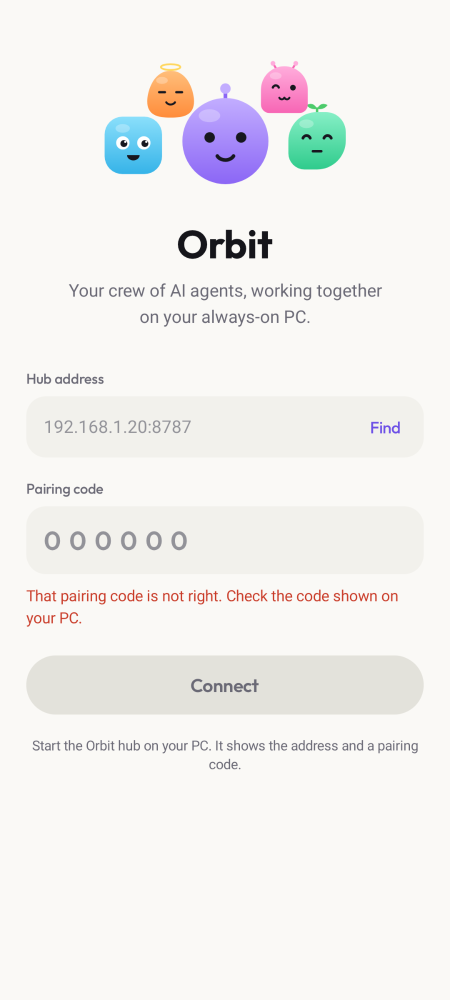 Orbit
Your crew of AI agents, working together
on your always-on PC.
Hub address
192.168.1.20:8787
Find
Pairing code
000000
That pairing code is not right. Check the code shown on
your PC.
Connect
Start the Orbit hub on your PC. It shows the address and a pairing
code.